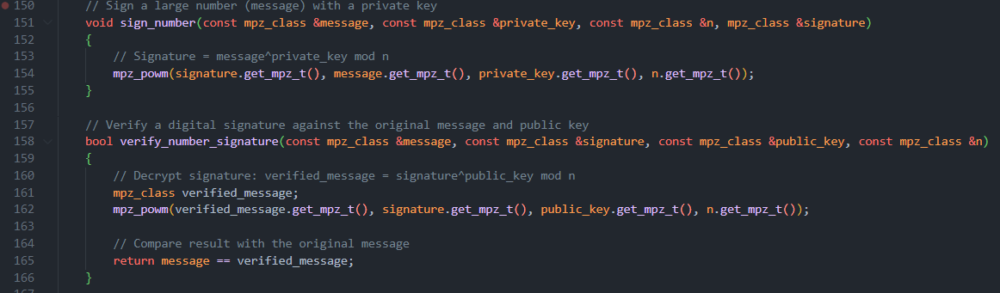 150 // Sign a large number (message) with a private key
151 void sign_number(const mpz_class &message, const mpz_class &private_key, const mpz_class &n, mpz_class &signature)
152 {
153 // Signature = message^private_key mod n
154 mpz_powm(signature.get_mpz_t(), message.get_mpz_t(), private_key.get_mpz_t(), n.get_mpz_t());
155 }
156
157 // Verify a digital signature against the original message and public key
158 bool verify_number_signature(const mpz_class &message, const mpz_class &signature, const mpz_class &public_key, const mpz_class &n)
159 {
160 // Decrypt signature: verified_message = signature^public_key mod n
161 mpz_class verified_message;
162 mpz_powm(verified_message.get_mpz_t(), signature.get_mpz_t(), public_key.get_mpz_t(), n.get_mpz_t());
163
164 // Compare result with the original message
165 return message == verified_message;
166 }